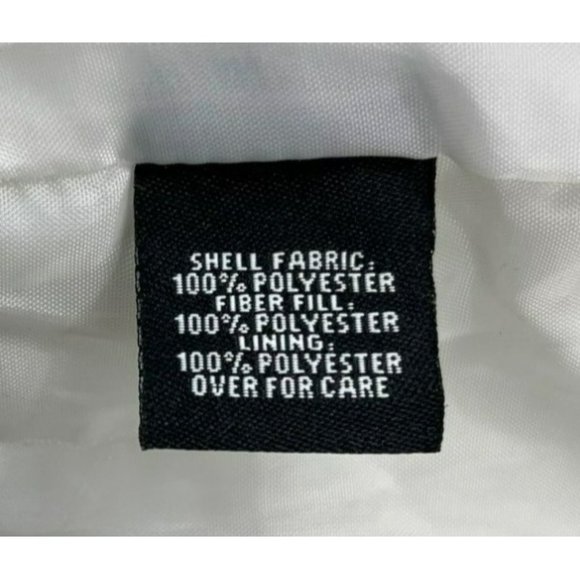 SHELL FABRIC:
100% POLYESTER
FIBER FILL:
100% POLYESTER
LINING:
100% POLYESTER
OVER FOR CARE